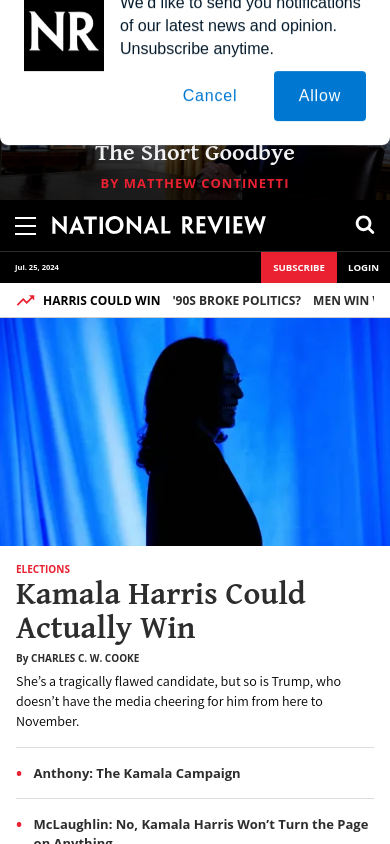 We'd like to send you notifications
of our latest news and opinion.
Unsubscribe anytime.
NR
Cancel
Allow
The Short Goodbye
BY MATTHEW CONTINETTI
NATIONAL REVIEW
Jul. 25, 2024
SUBSCRIBE
LOGIN
HARRIS COULD WIN '90S BROKE POLITICS? MEN WIN
ELECTIONS
Kamala Harris Could
Actually Win
By CHARLES C. W. COOKE
She's a tragically flawed candidate, but so is Trump, who
doesn't have the media cheering for him from here to
November.
• Anthony: The Kamala Campaign
• McLaughlin: No, Kamala Harris Won't Turn the Page
on Anything